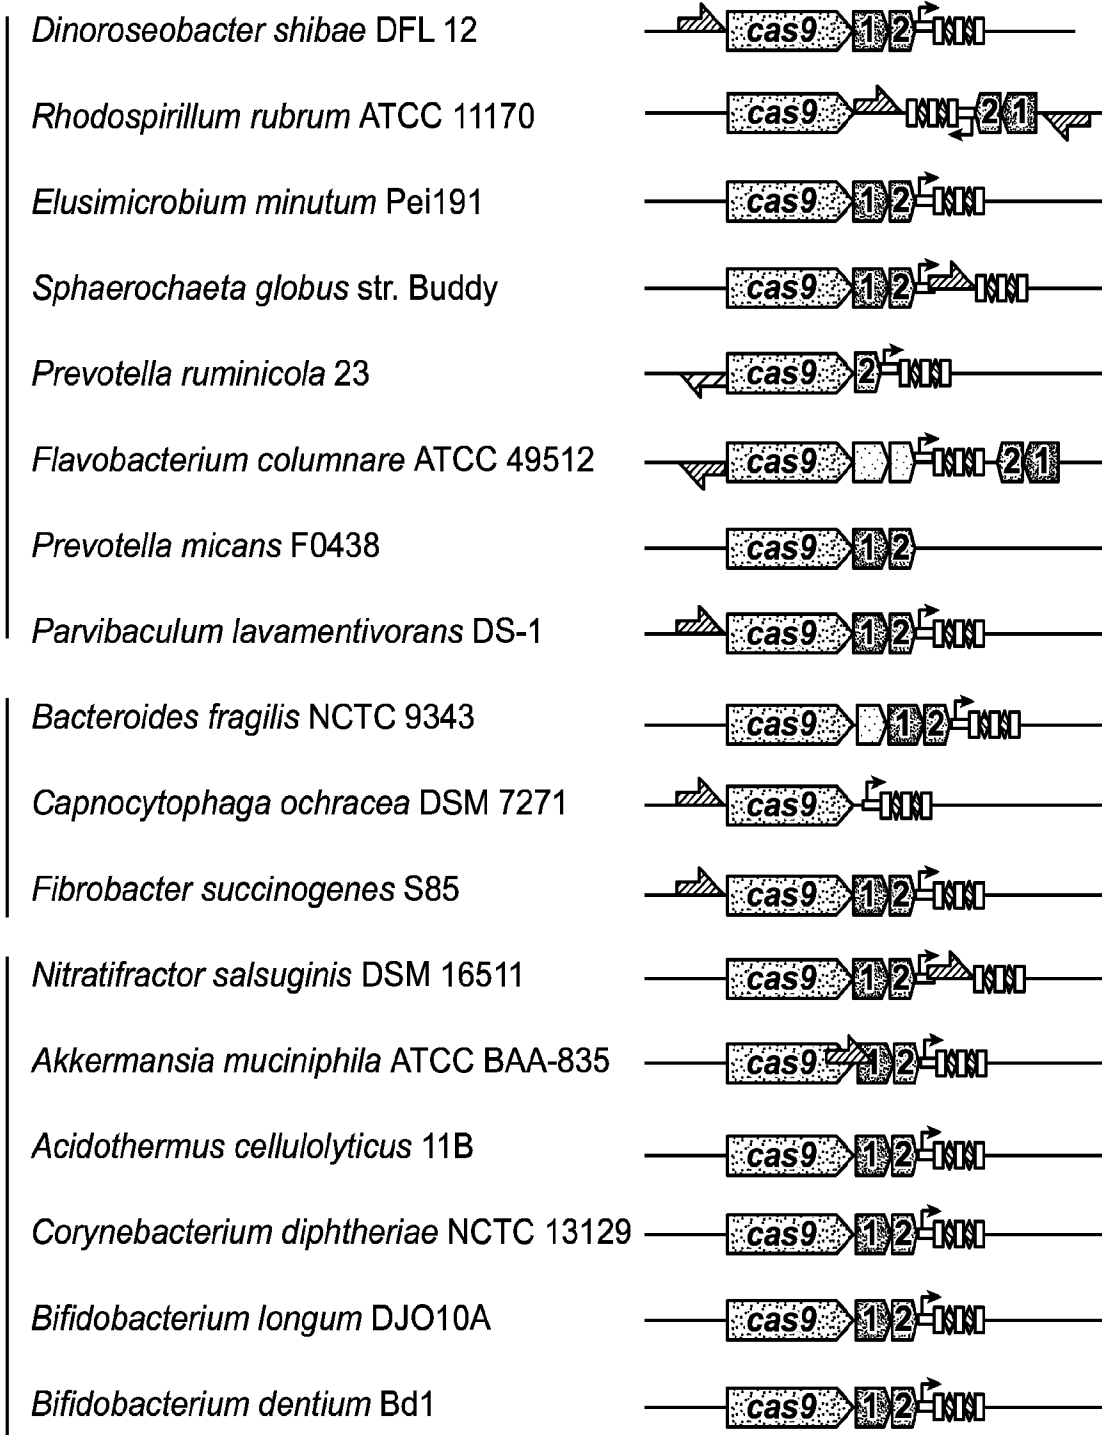 Dinoroseobacter shibae DFL 12 cas9 1 2
Rhodospirillum rubrum ATCC 11170 cas9 2 1
Elusimicrobium minutum Pei191 cas9 1 2
Sphaerochaeta globus str. Buddy cas9 1 2
Prevotella ruminicola 23 cas9 2
Flavobacterium columnare ATCC 49512 cas9 2 1
Prevotella micans F0438 cas9 1 2
Parvibaculum lavamentivorans DS-1 cas9 1 2
Bacteroides fragilis NCTC 9343 cas9 1 2
Capnocytophaga ochracea DSM 7271 cas9
Fibrobacter succinogenes S85 cas9 1 2
Nitratifractor salsuginis DSM 16511 cas9 1 2
Akkermansia muciniphila ATCC BAA-835 cas9 1 2
Acidothermus cellulolyticus 11B cas9 1 2
Corynebacterium diphtheriae NCTC 13129 cas9 1 2
Bifidobacterium longum DJO10A cas9 1 2
Bifidobacterium dentium Bd1 cas9 1 2